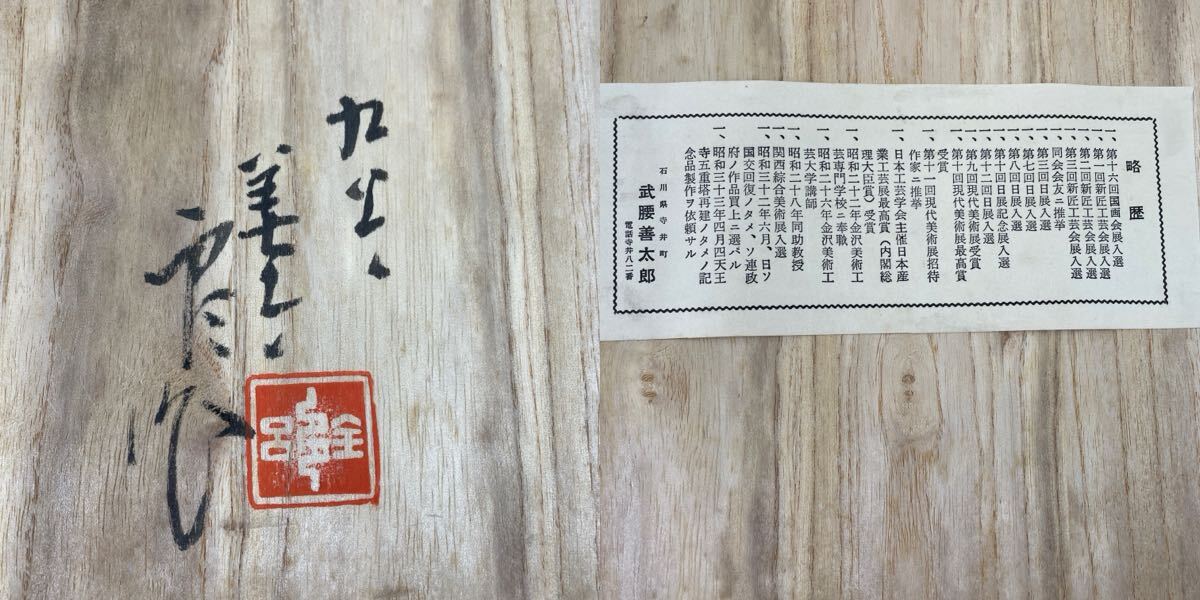 九谷
善太郎作
略歴
一、第十六回国画会展入選
一、第一回新匠工芸会展入選
一、第二回新匠工芸会展入選
一、第三回新匠工芸会展入選
同会会友ニ推挙
一、第三回日展入選
一、第七回日展入選
一、第八回日展入選
一、第十回日展記念展入選
一、第十二回日展入選
一、第九回現代美術展受賞
一、第十回現代美術展最高賞
受賞
一、第十一回現代美術展招待
作家ニ推挙
一、日本工芸学会主催日本産
業工芸展最高賞（内閣総
理大臣賞）受賞
一、昭和二十二年金沢美術工
芸専門学校ニ奉職
一、昭和二十六年金沢美術工
芸大学講師
一、昭和二十八年同助教授
関西綜合美術展入選
一、昭和三十二年六月、日ソ
国交回復ノタメ、ソ連政
府ノ作品買上ニ選バル
一、昭和三十三年四月四天王
寺五重塔再建ノタメノ記
念品製作ヲ依頼サル
石川県寺井町
武腰善太郎
電話寺井八二番